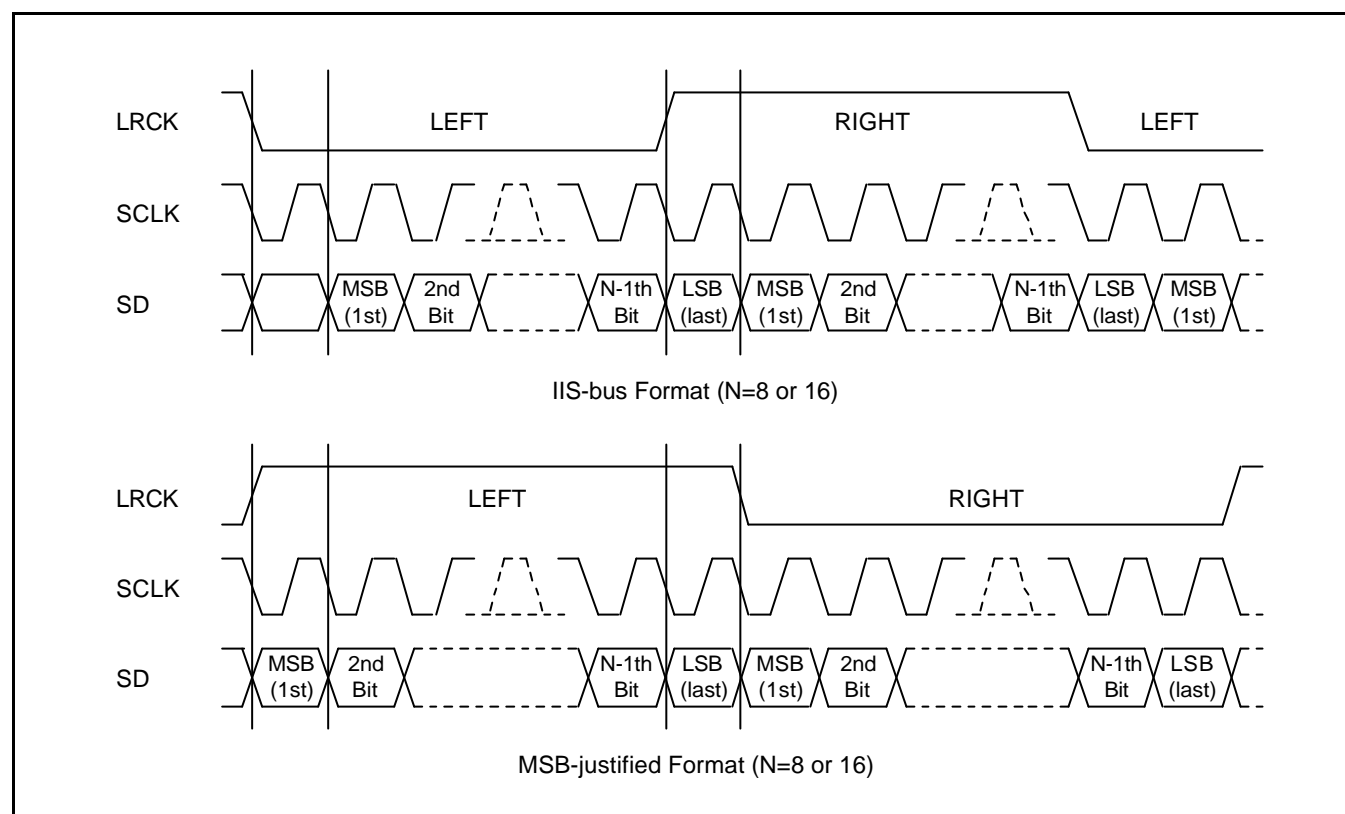 LRCK LEFT RIGHT LEFT
SCLK
SD MSB (1st) 2nd Bit N-1th Bit LSB (last) MSB (1st) 2nd Bit N-1th Bit LSB (last) MSB (1st)
IIS-bus Format (N=8 or 16)
LRCK LEFT RIGHT
SCLK
SD MSB (1st) 2nd Bit N-1th Bit LSB (last) MSB (1st) 2nd Bit N-1th Bit LSB (last)
MSB-justified Format (N=8 or 16)